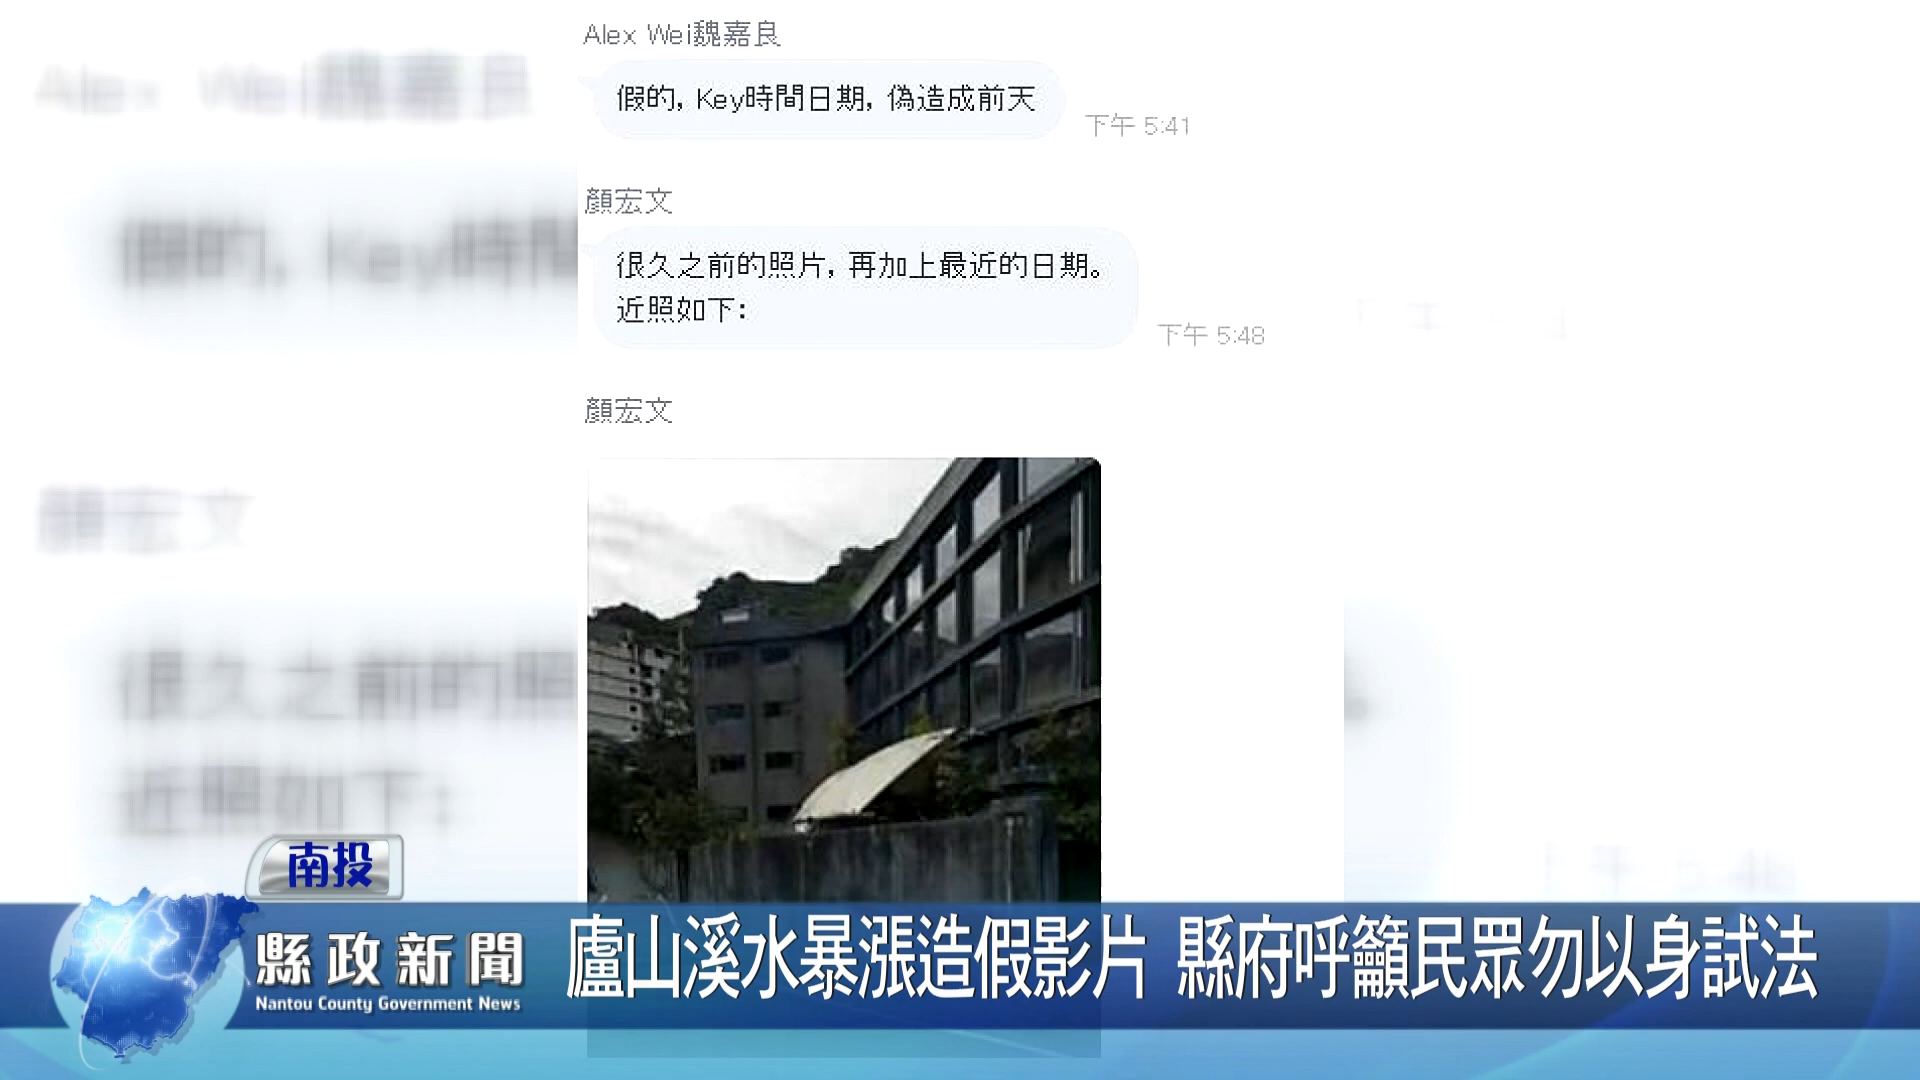 Alex Wei魏嘉良
假的, Key時間日期, 偽造成前天
下午 5:41
顏宏文
很久之前的照片, 再加上最近的日期。
近照如下:
下午 5:48
顏宏文
南投
縣政新聞
Nantou County Government News
廬山溪水暴漲造假影片 縣府呼籲民眾勿以身試法